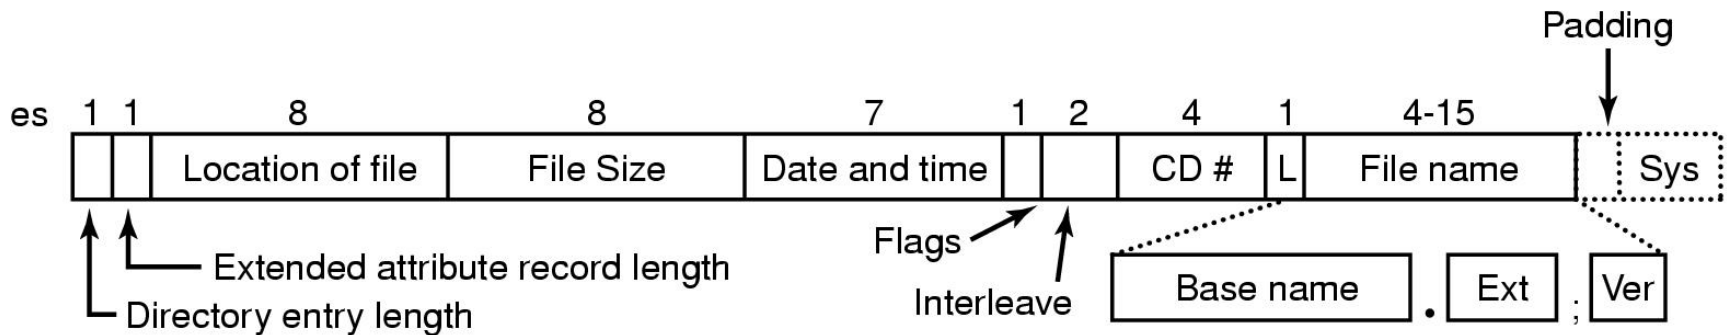 Padding
es 1 1 8 8 7 1 2 4 1 4-15
Location of file File Size Date and time CD # L File name Sys
Flags
Extended attribute record length
Interleave
Base name . Ext ; Ver
Directory entry length